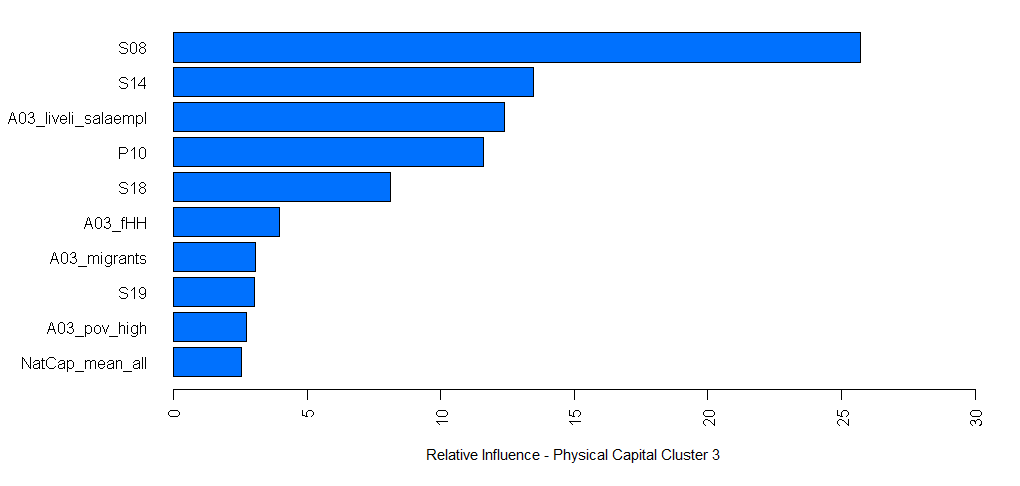 S08
S14
A03_liveli_salaempl
P10
S18
A03_fHH
A03_migrants
S19
A03_pov_high
NatCap_mean_all
0 5 10 15 20 25 30
Relative Influence - Physical Capital Cluster 3